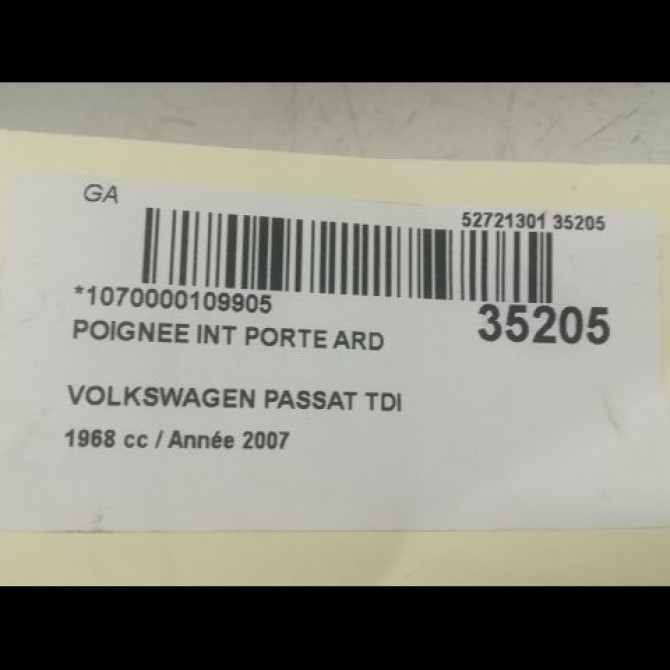 GA
52721301 35205
*1070000109905
35205
POIGNEE INT PORTE ARD
VOLKSWAGEN PASSAT TDI
1968 cc / Année 2007